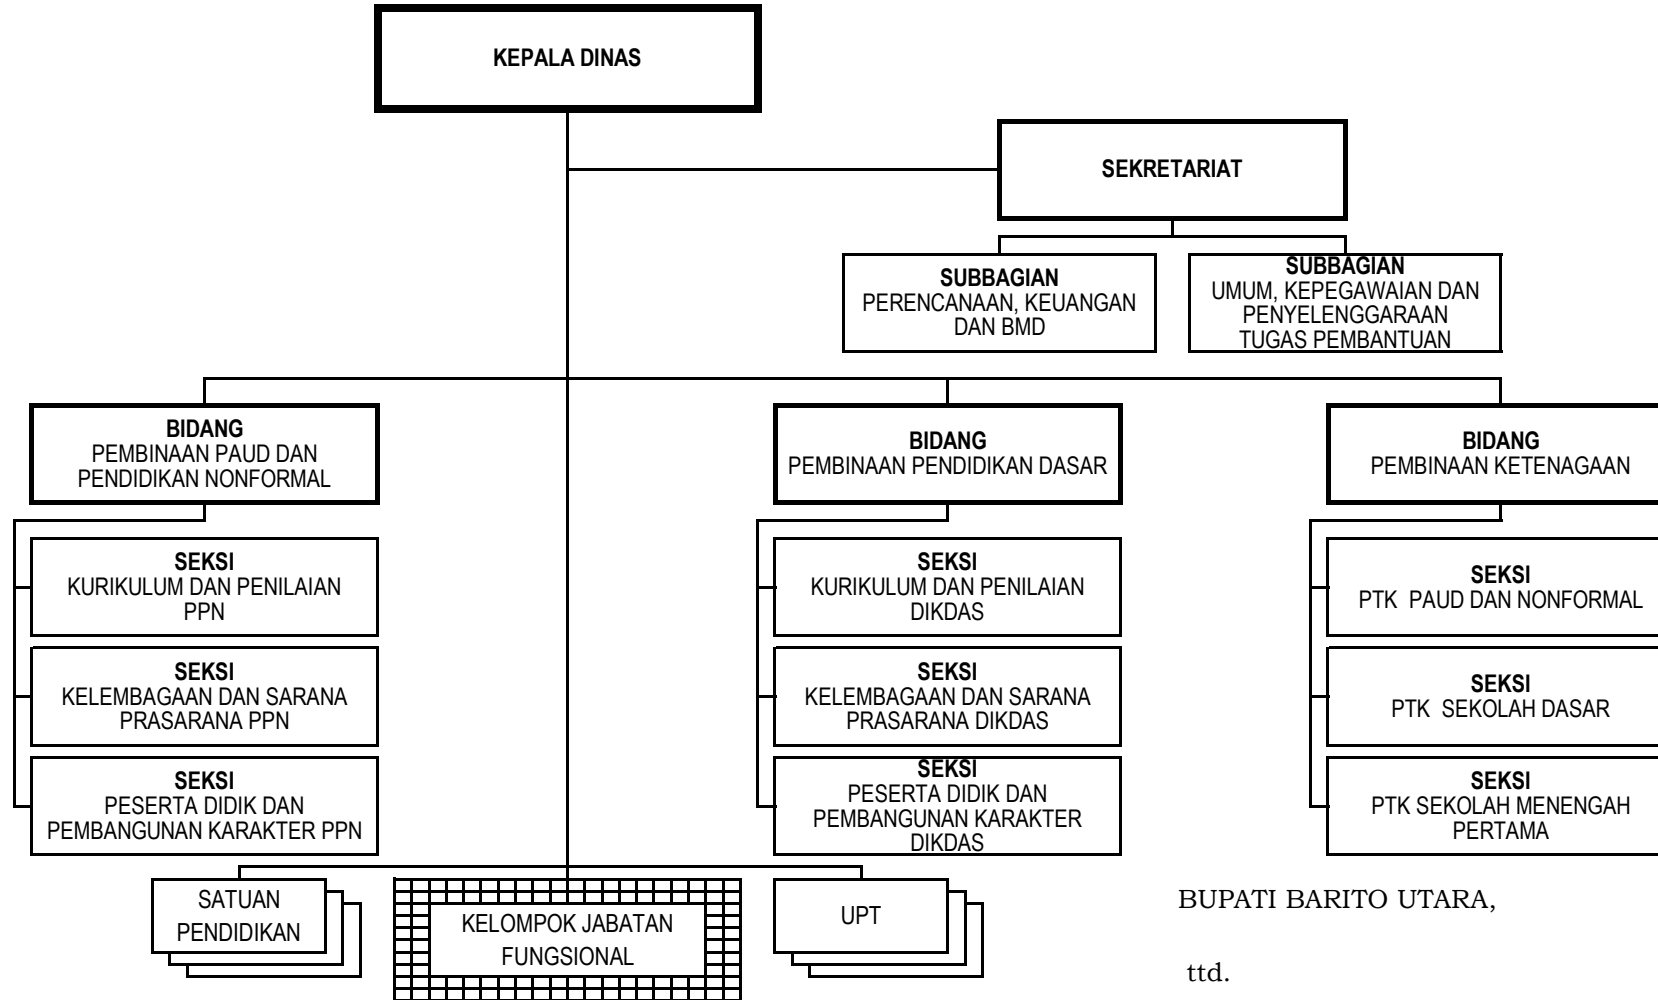 KEPALA DINAS
SEKRETARIAT
SUBBAGIAN
PERENCANAAN, KEUANGAN
DAN BMD
SUBBAGIAN
UMUM, KEPEGAWAIAN DAN
PENYELENGGARAAN
TUGAS PEMBANTUAN
BIDANG
PEMBINAAN PAUD DAN
PENDIDIKAN NONFORMAL
BIDANG
PEMBINAAN PENDIDIKAN DASAR
BIDANG
PEMBINAAN KETENAGAAN
SEKSI
KURIKULUM DAN PENILAIAN
PPN
SEKSI
KURIKULUM DAN PENILAIAN
DIKDAS
SEKSI
PTK PAUD DAN NONFORMAL
SEKSI
KELEMBAGAAN DAN SARANA
PRASARANA PPN
SEKSI
KELEMBAGAAN DAN SARANA
PRASARANA DIKDAS
SEKSI
PTK SEKOLAH DASAR
SEKSI
PESERTA DIDIK DAN
PEMBANGUNAN KARAKTER PPN
SEKSI
PESERTA DIDIK DAN
PEMBANGUNAN KARAKTER
DIKDAS
SEKSI
PTK SEKOLAH MENENGAH
PERTAMA
SATUAN
PENDIDIKAN
KELOMPOK JABATAN
FUNGSIONAL
UPT
BUPATI BARITO UTARA,
ttd.